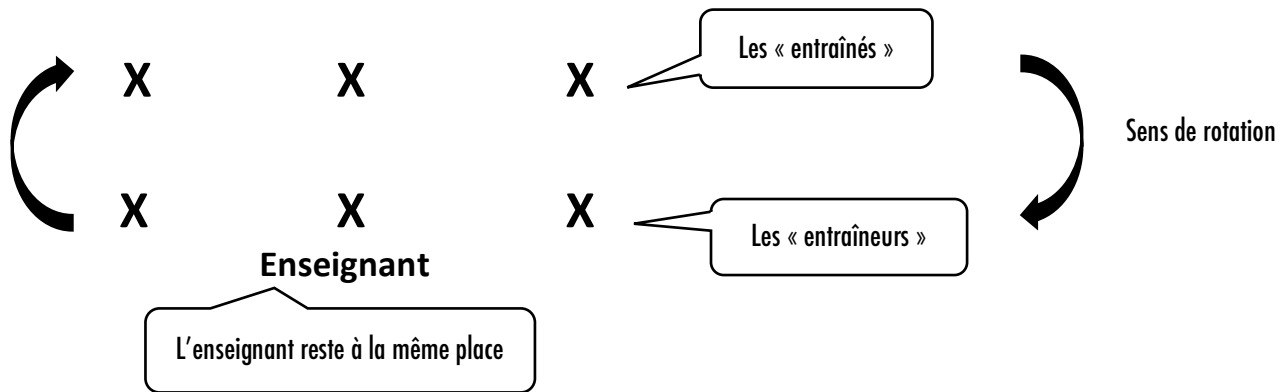 Les « entraînés »
X X X
Sens de rotation
X X X
Les « entraîneurs »
Enseignant
L'enseignant reste à la même place